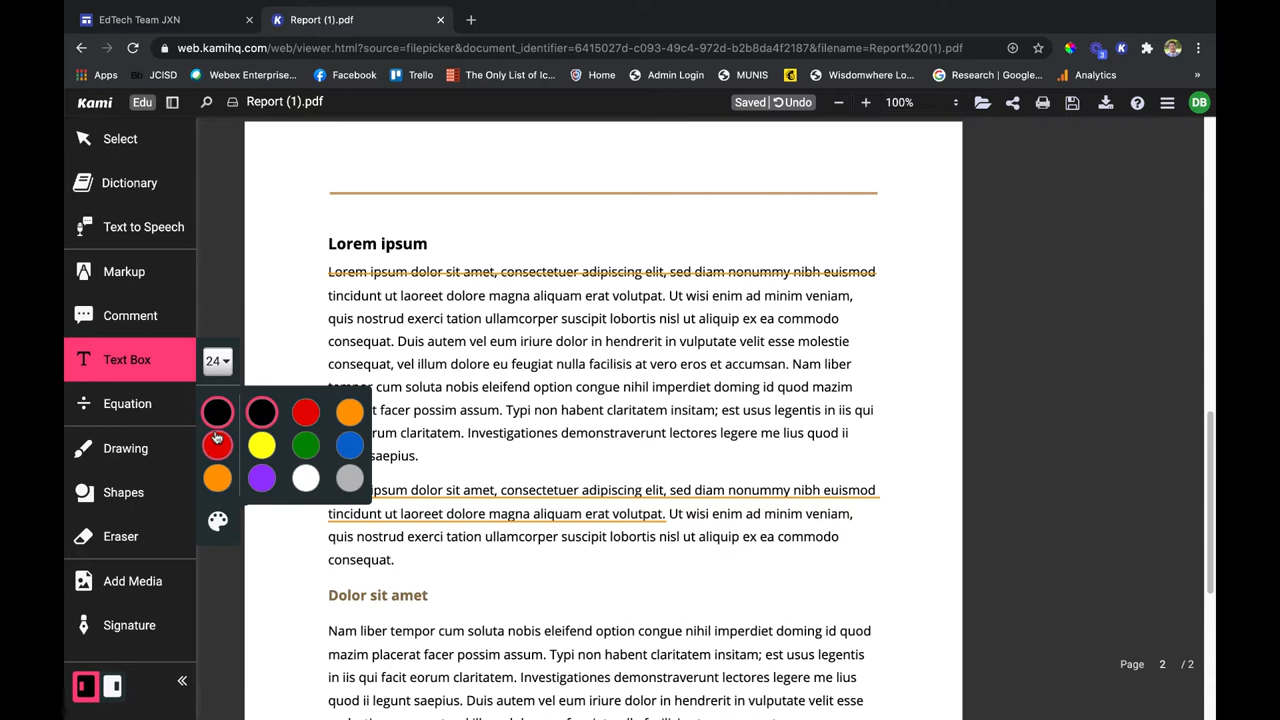 EdTech Team JXN
Report (1).pdf
web.kamihq.com/web/viewer.html?source=filepicker&document_identifier=6415027d-c093-49c4-972d-b2b8da4f2187&filename=Report%20(1).pdf
Apps
Bb JCISD
Webex Enterprise...
Facebook
Trello
The Only List of Ic...
Home
Admin Login
MUNIS
Wisdomwhere Lo...
Research | Google...
Analytics
»
Kami
Edu
Report (1).pdf
Saved Undo
100%
DB
Select
Dictionary
Text to Speech
Markup
Comment
Text Box
Equation
Drawing
Shapes
Eraser
Add Media
Signature
24
Lorem ipsum
Lorem ipsum dolor sit amet, consectetuer adipiscing elit, sed diam nonummy nibh euismod
tincidunt ut laoreet dolore magna aliquam erat volutpat. Ut wisi enim ad minim veniam,
quis nostrud exerci tation ullamcorper suscipit lobortis nisl ut aliquip ex ea commodo
consequat. Duis autem vel eum iriure dolor in hendrerit in vulputate velit esse molestie
consequat, vel illum dolore eu feugiat nulla facilisis at vero eros et accumsan. Nam liber
cum soluta nobis eleifend option congue nihil imperdiet doming id quod mazim
facer possim assum. Typi non habent claritatem insitam; est usus legentis in iis qui
claritatem. Investigationes demonstraverunt lectores legere me lius quod ii
saepius.
ipsum dolor sit amet, consectetuer adipiscing elit, sed diam nonummy nibh euismod
tincidunt ut laoreet dolore magna aliquam erat volutpat. Ut wisi enim ad minim veniam,
quis nostrud exerci tation ullamcorper suscipit lobortis nisl ut aliquip ex ea commodo
consequat.
Dolor sit amet
Nam liber tempor cum soluta nobis eleifend option congue nihil imperdiet doming id quod
mazim placerat facer possim assum. Typi non habent claritatem insitam; est usus legentis
in iis qui facit eorum claritatem. Investigationes demonstraverunt lectores legere me lius
quod ii legunt saepius. Duis autem vel eum iriure dolor in hendrerit in vulputate velit esse
Page 2 / 2